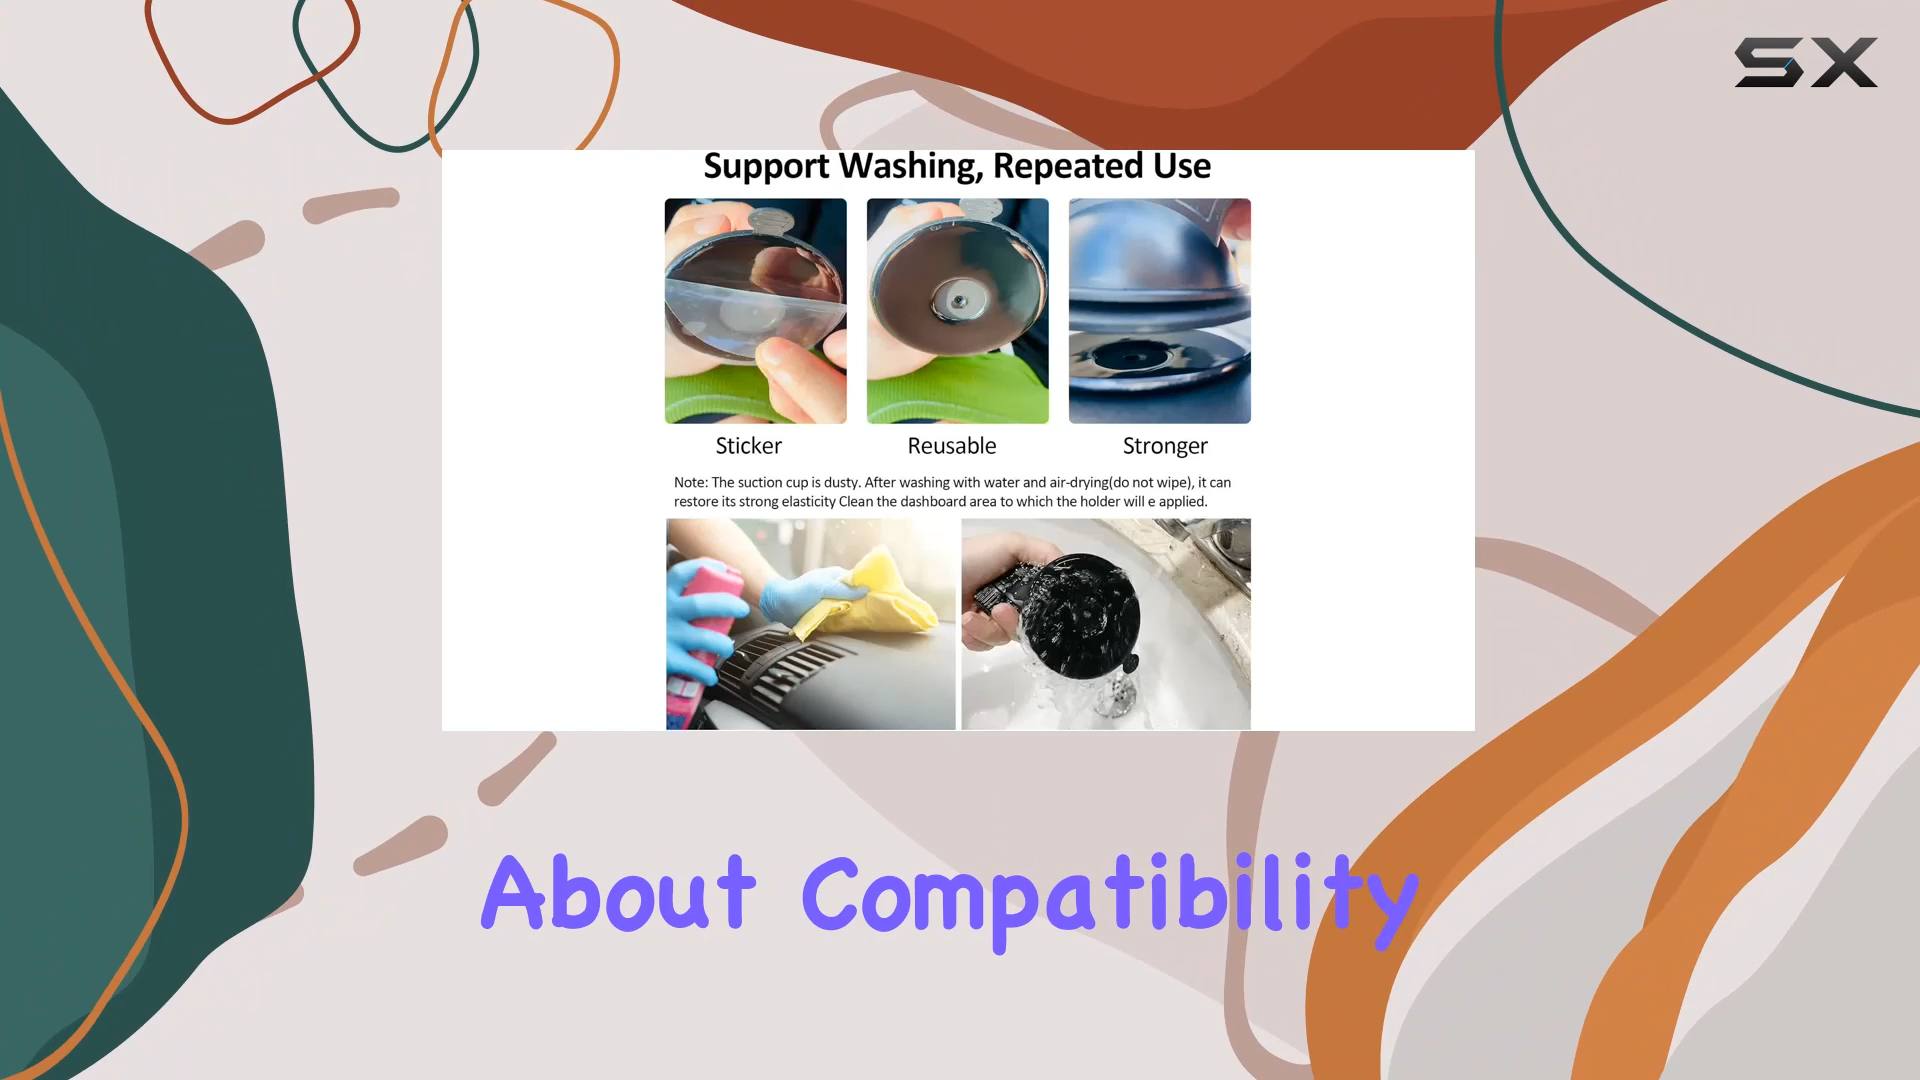 SX
Support Washing, Repeated Use
Sticker
Reusable
Stronger
Note: The suction cup is dusty. After washing with water and air-drying(do not wipe), it can
restore its strong elasticity Clean the dashboard area to which the holder will e applied.
About Compatibility